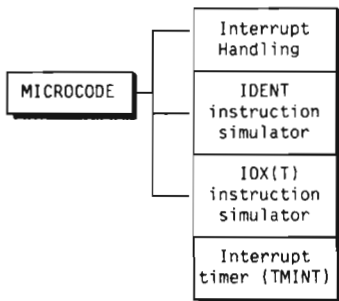 MICROCODE
Interrupt
Handling
IDENT
instruction
simulator
IOX(T)
instruction
simulator
Interrupt
timer (TMINT)